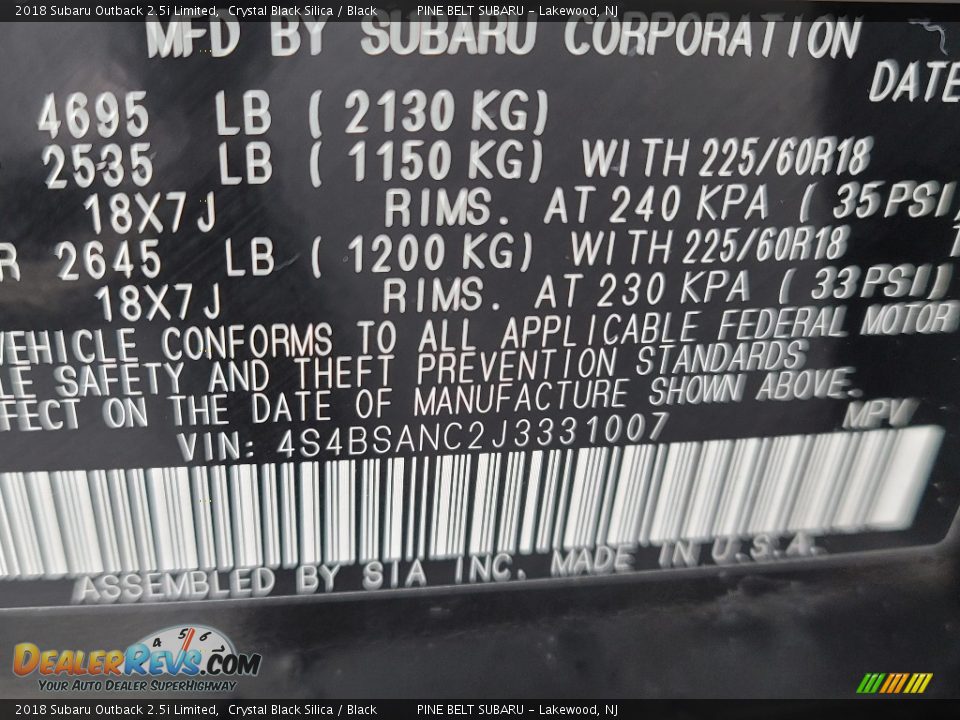 2018 Subaru Outback 2.5i Limited, Crystal Black Silica / Black PINE BELT SUBARU - Lakewood, NJ
MFD BY SUBARU CORPORATION
DATE
4695 LB ( 2130 KG)
2535 LB ( 1150 KG) WITH 225/60R18
18X7J RIMS. AT 240 KPA ( 35PSI)
R 2645 LB ( 1200 KG) WITH 225/60R18
18X7J RIMS. AT 230 KPA ( 33PSI)
VEHICLE CONFORMS TO ALL APPLICABLE FEDERAL MOTOR
LE SAFETY AND THEFT PREVENTION STANDARDS
FFECT ON THE DATE OF MANUFACTURE SHOWN ABOVE.
VIN: 4S4BSANC2J3331007 MPV
ASSEMBLED BY SIA INC. MADE IN U.S.A.
4 5 6
DEALERREVS.COM
YOUR AUTO DEALER SUPERHIGHWAY
2018 Subaru Outback 2.5i Limited, Crystal Black Silica / Black PINE BELT SUBARU - Lakewood, NJ